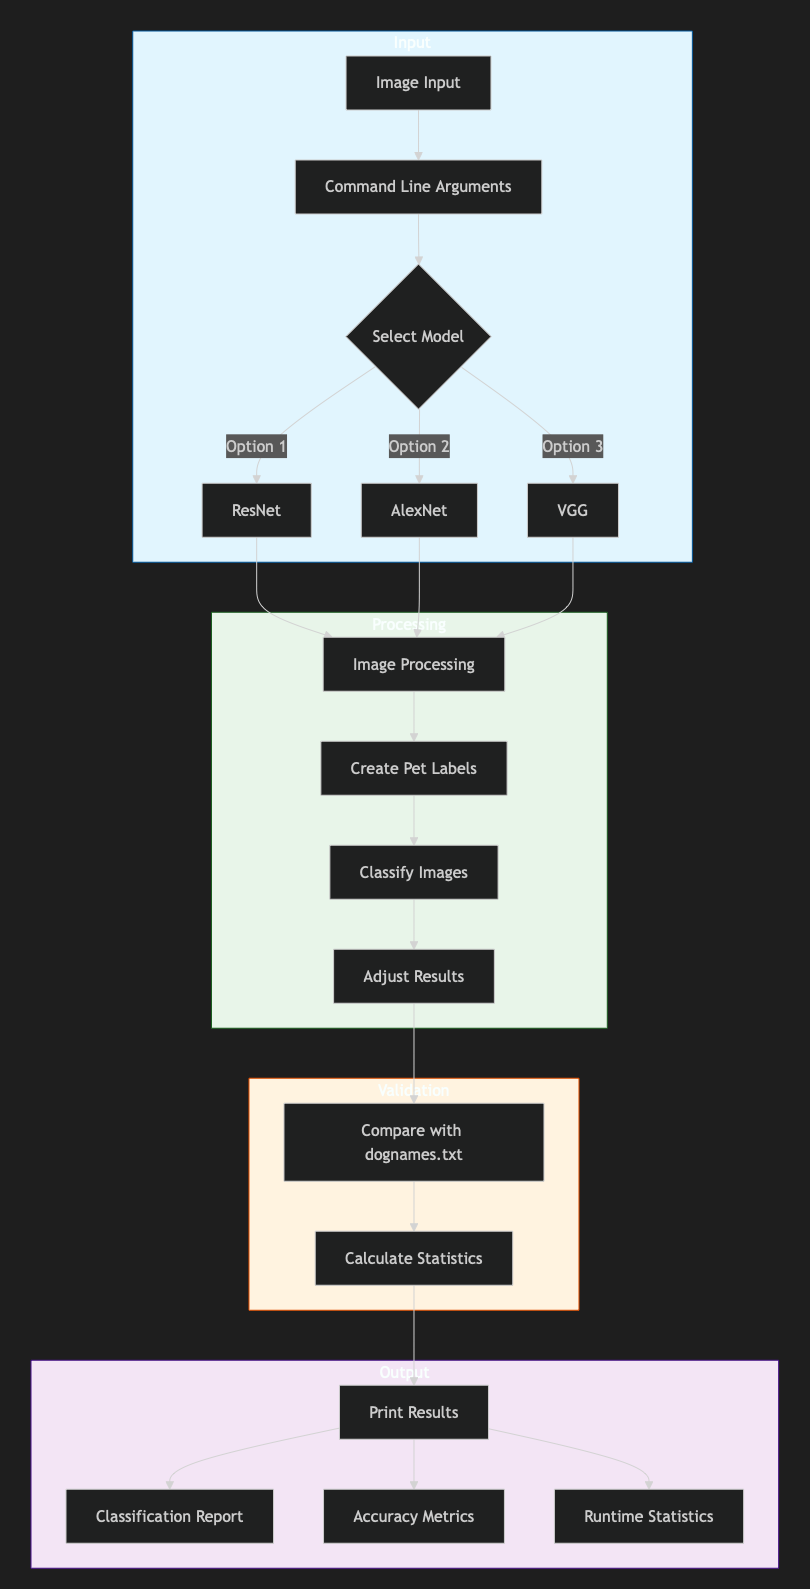 Input
Image Input
Command Line Arguments
Select Model
Option 1
Option 2
Option 3
ResNet
AlexNet
VGG
Processing
Image Processing
Create Pet Labels
Classify Images
Adjust Results
Validation
Compare with
dognames.txt
Calculate Statistics
Output
Print Results
Classification Report
Accuracy Metrics
Runtime Statistics